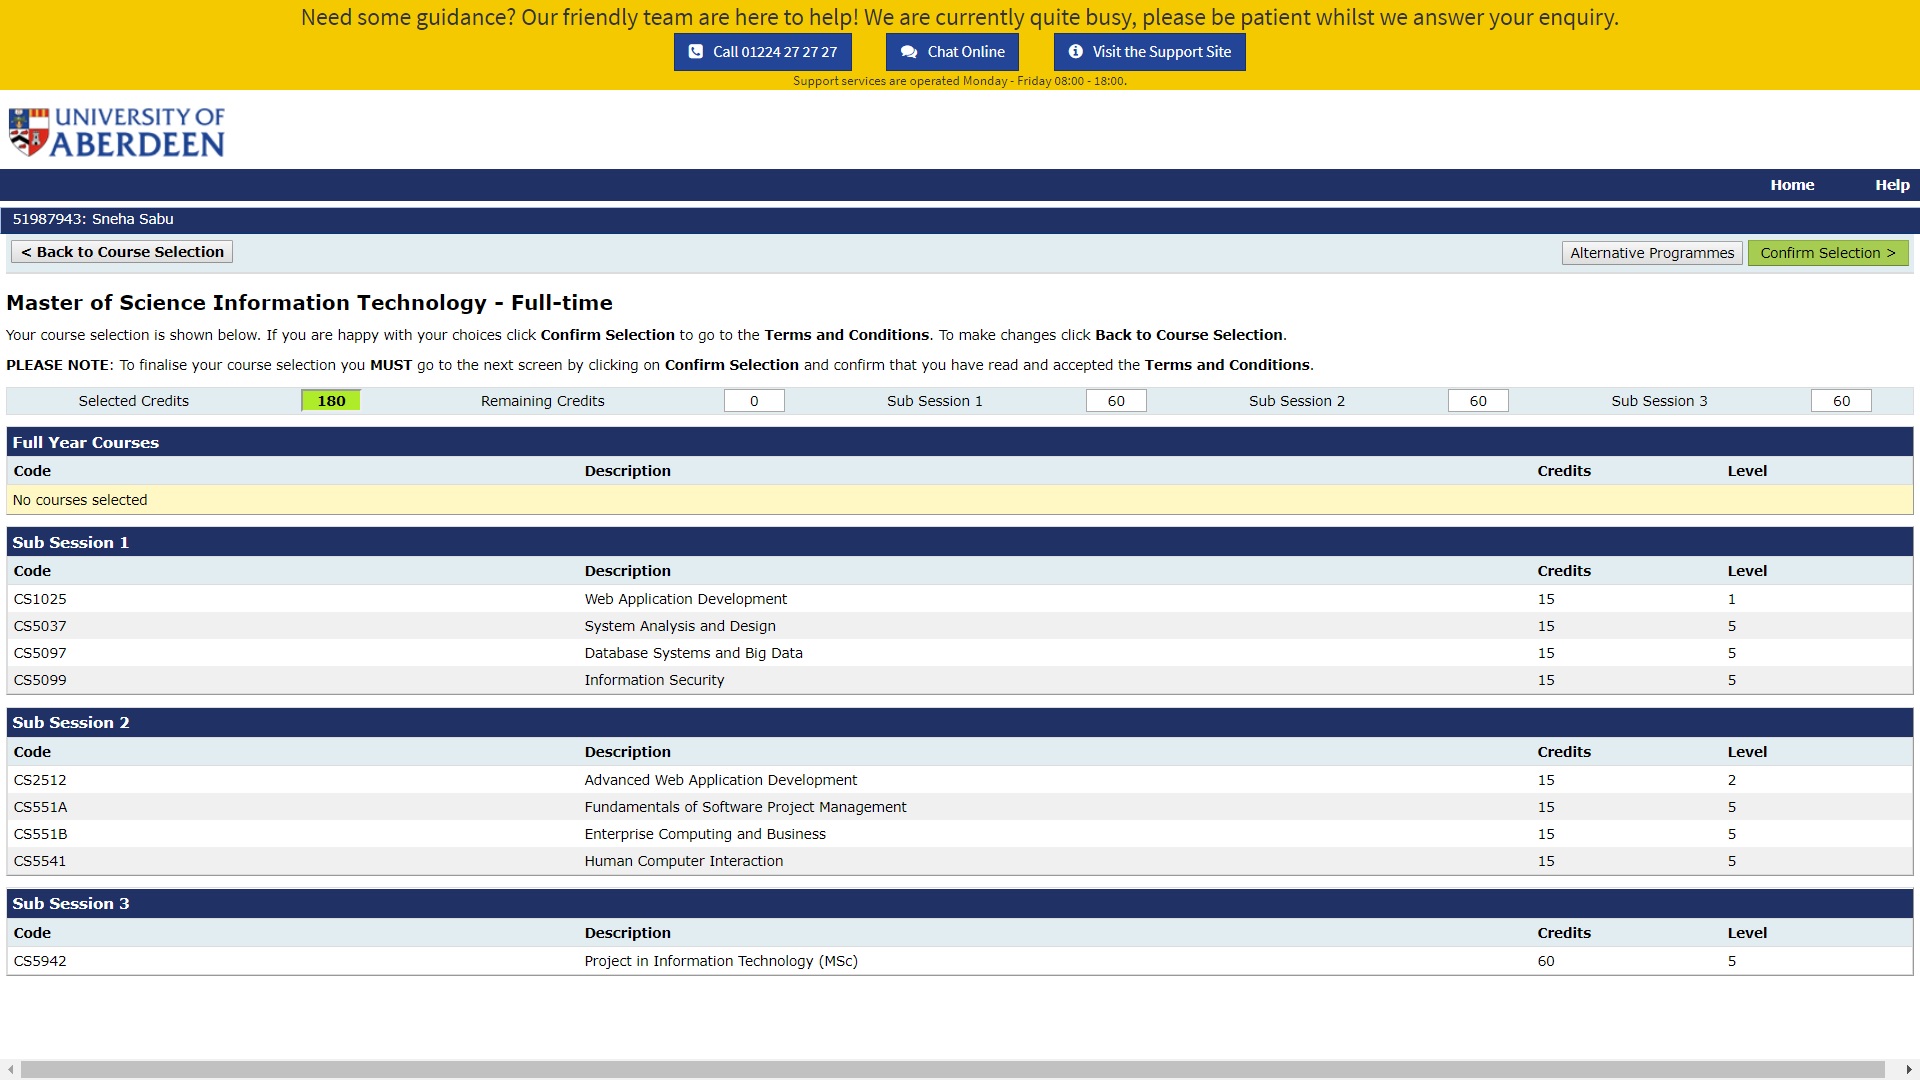 Need some guidance? Our friendly team are here to help! We are currently quite busy, please be patient whilst we answer your enquiry.
Call 01224 27 27 27 Chat Online Visit the Support Site
Support services are operated Monday - Friday 08:00 - 18:00.
UNIVERSITY OF
ABERDEEN
Home Help
51987943: Sneha Sabu
< Back to Course Selection Alternative Programmes Confirm Selection >
Master of Science Information Technology - Full-time
Your course selection is shown below. If you are happy with your choices click Confirm Selection to go to the Terms and Conditions. To make changes click Back to Course Selection.
PLEASE NOTE: To finalise your course selection you MUST go to the next screen by clicking on Confirm Selection and confirm that you have read and accepted the Terms and Conditions.
Selected Credits 180 Remaining Credits 0 Sub Session 1 60 Sub Session 2 60 Sub Session 3 60
Full Year Courses
Code Description Credits Level
No courses selected
Sub Session 1
Code Description Credits Level
CS1025 Web Application Development 15 1
CS5037 System Analysis and Design 15 5
CS5097 Database Systems and Big Data 15 5
CS5099 Information Security 15 5
Sub Session 2
Code Description Credits Level
CS2512 Advanced Web Application Development 15 2
CS551A Fundamentals of Software Project Management 15 5
CS551B Enterprise Computing and Business 15 5
CS5541 Human Computer Interaction 15 5
Sub Session 3
Code Description Credits Level
CS5942 Project in Information Technology (MSc) 60 5